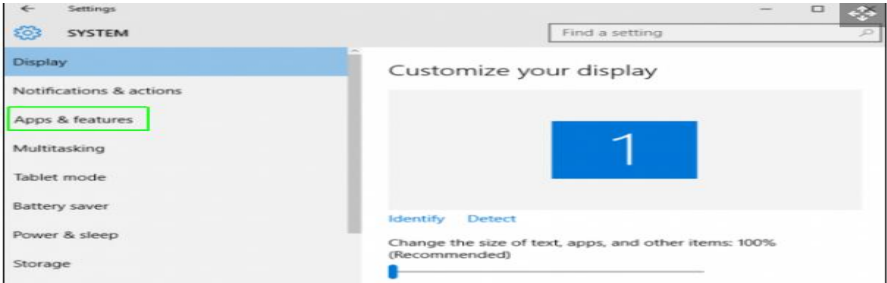 Settings
SYSTEM
Find a setting
Display
Notifications & actions
Apps & features
Multitasking
Tablet mode
Battery saver
Power & sleep
Storage
Customize your display
1
Identify Detect
Change the size of text, apps, and other items: 100%
(Recommended)